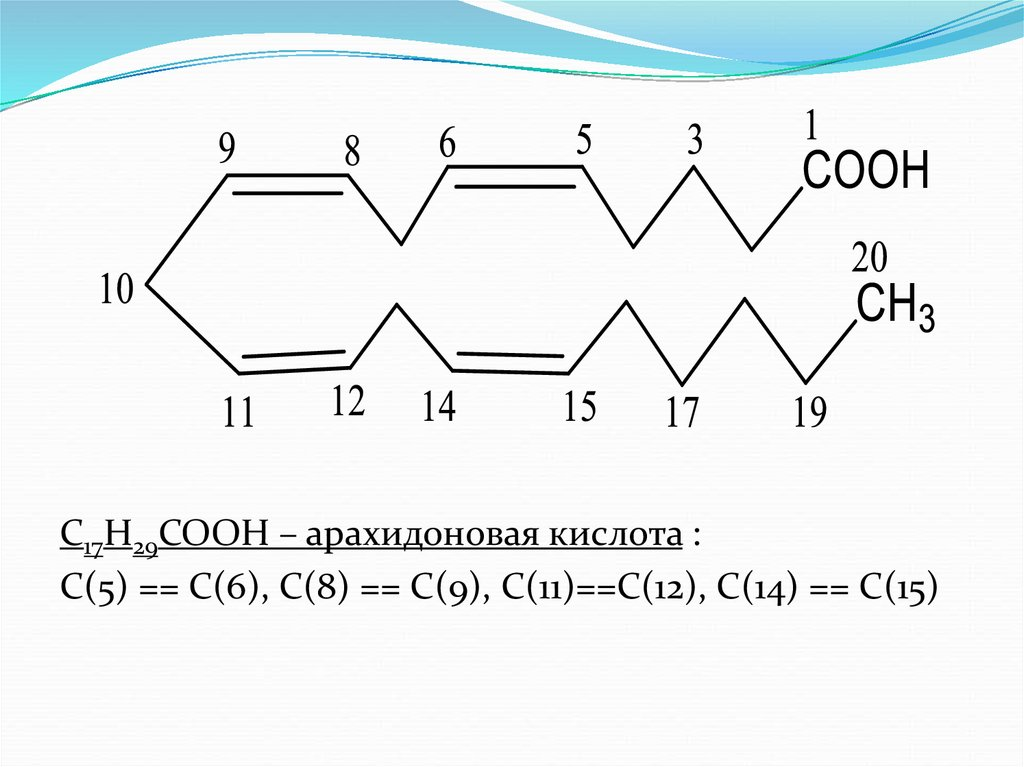 9 8 6 5 3 1
COOH
20
10
CH₃
11 12 14 15 17 19
C₁₇H₂₉COOH – арахидоновая кислота :
С(5) == С(6), С(8) == С(9), С(11)==С(12), С(14) == С(15)